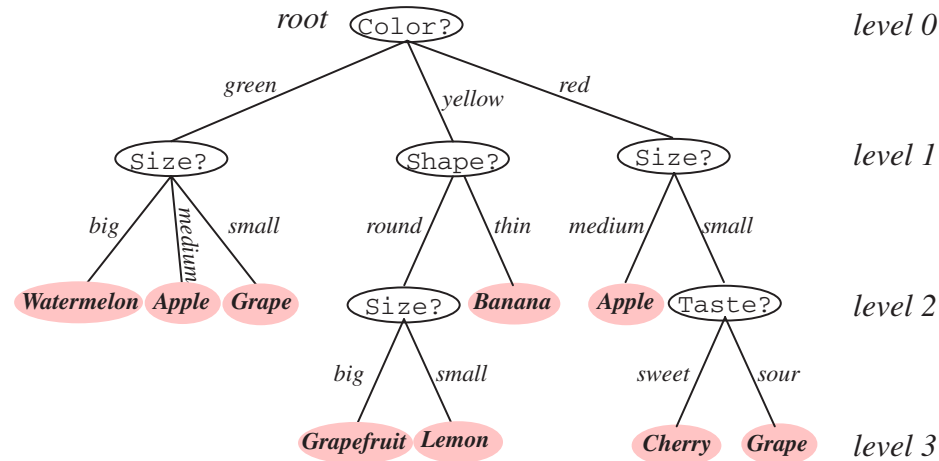 root Color? level 0
green yellow red
Size? Shape? Size? level 1
big medium small round thin medium small
Watermelon Apple Grape Size? Banana Apple Taste? level 2
big small sweet sour
Grapefruit Lemon Cherry Grape level 3